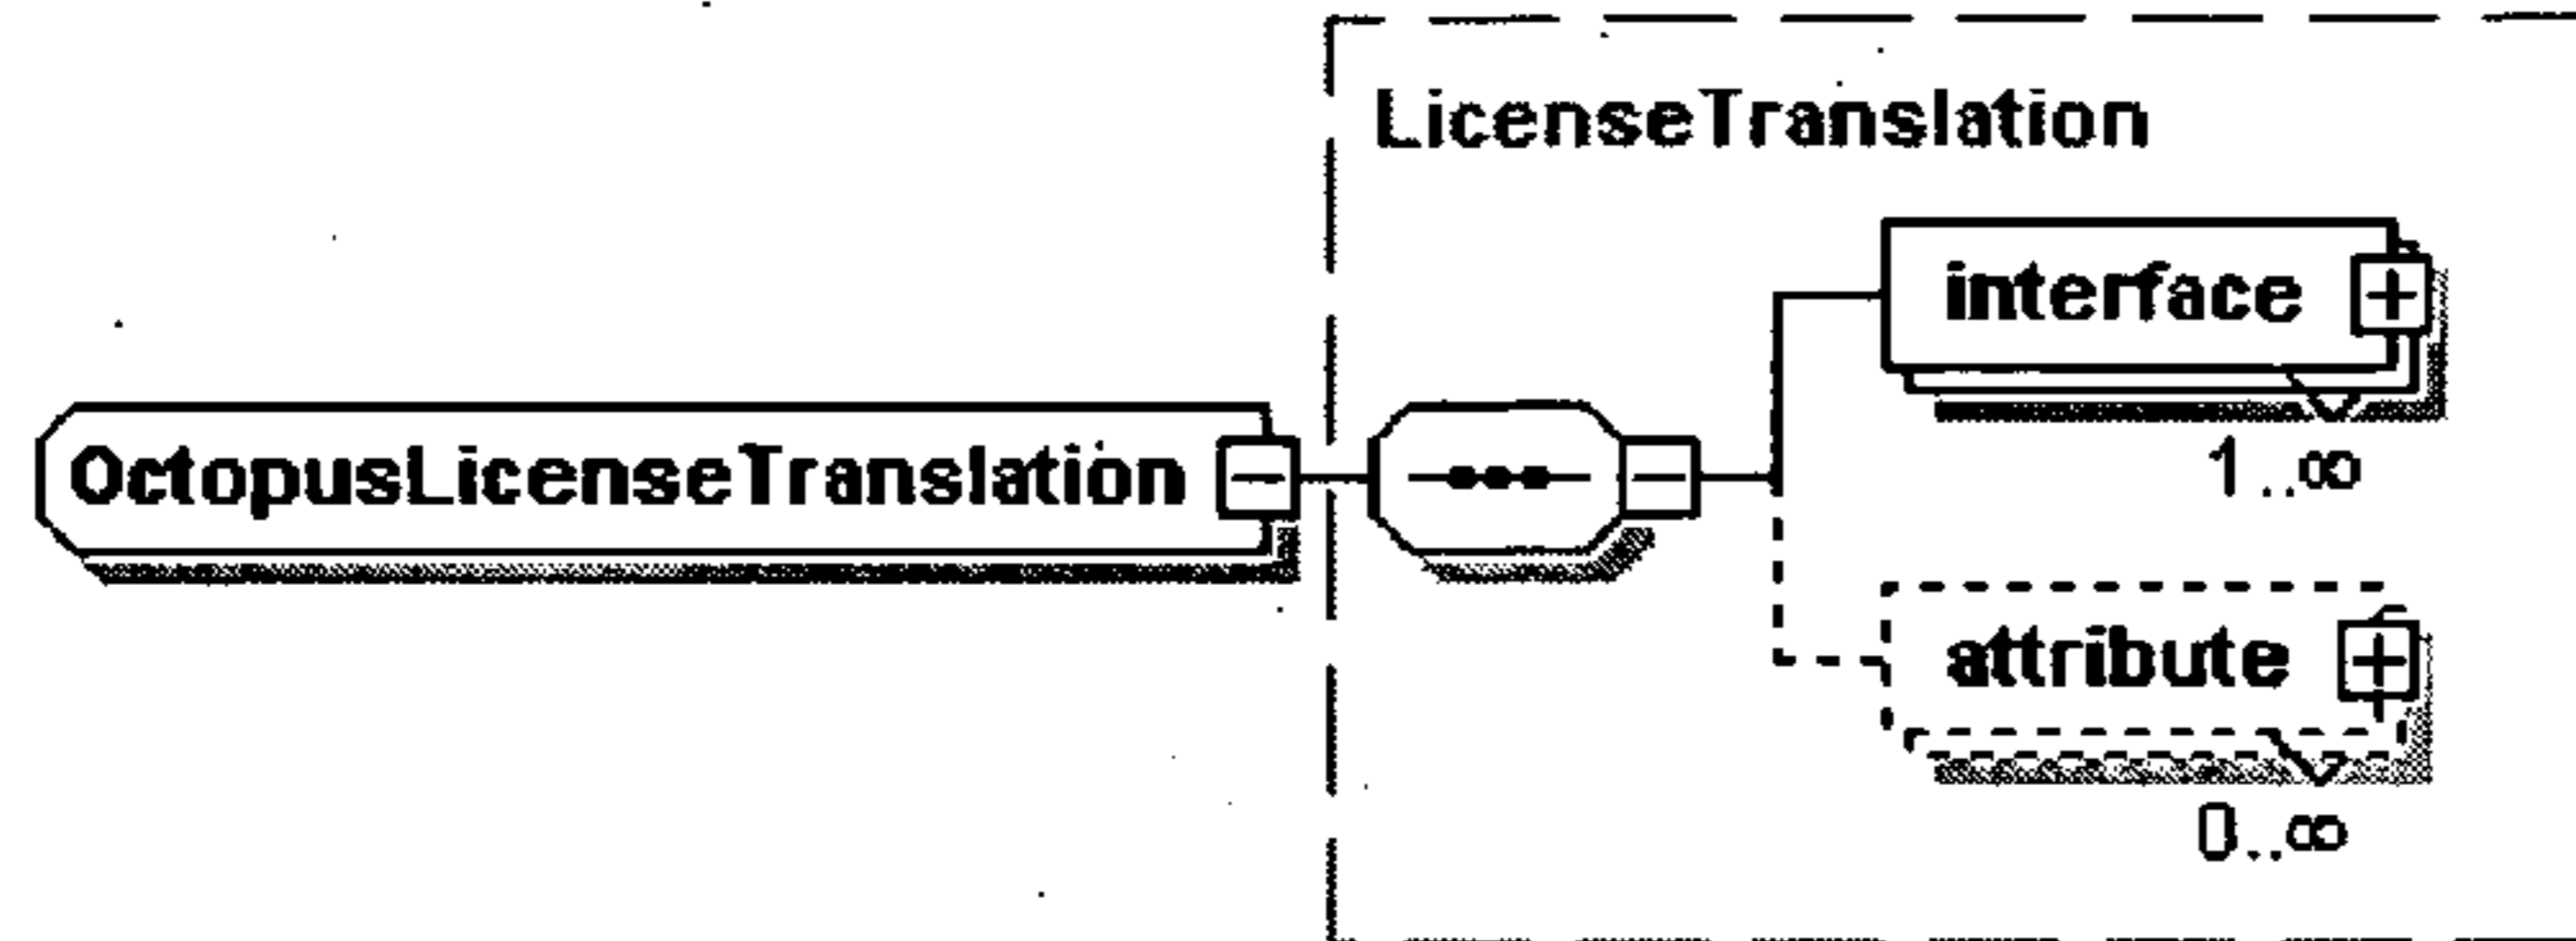 LicenseTranslation
interface
1..∞
OctopusLicenseTranslation
attribute
0..∞